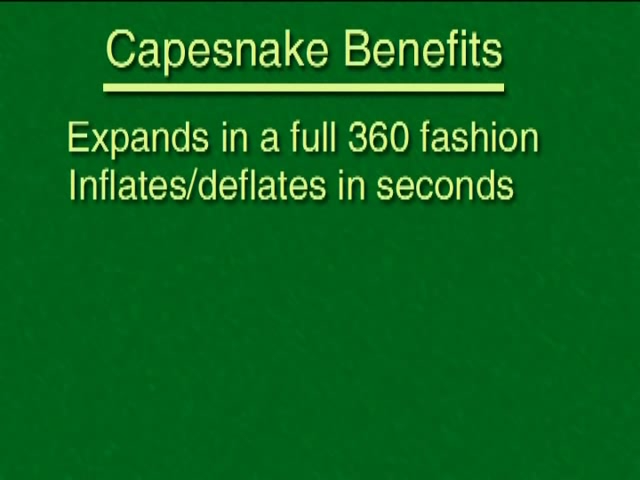 Capesnake Benefits
Expands in a full 360 fashion
Inflates/deflates in seconds